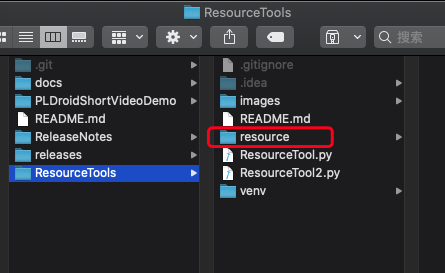 ResourceTools
搜索
.git
docs
PLDroidShortVideoDemo
README.md
ReleaseNotes
releases
ResourceTools
.gitignore
.idea
images
README.md
resource
ResourceTool.py
ResourceTool2.py
venv